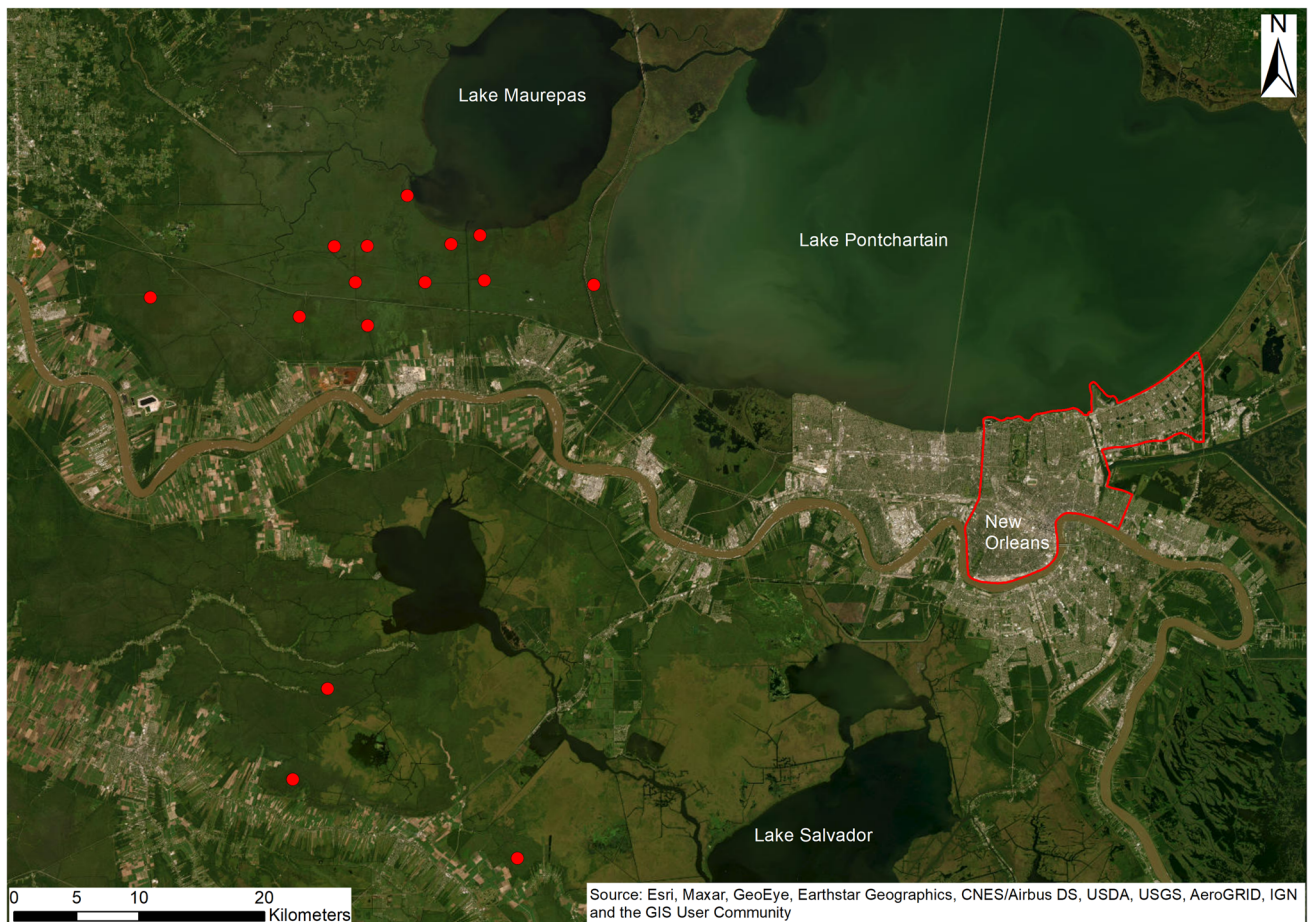 N
Lake Maurepas
Lake Pontchartain
New
Orleans
Lake Salvador
0 5 10 20
Kilometers
Source: Esri, Maxar, GeoEye, Earthstar Geographics, CNES/Airbus DS, USDA, USGS, AeroGRID, IGN
and the GIS User Community